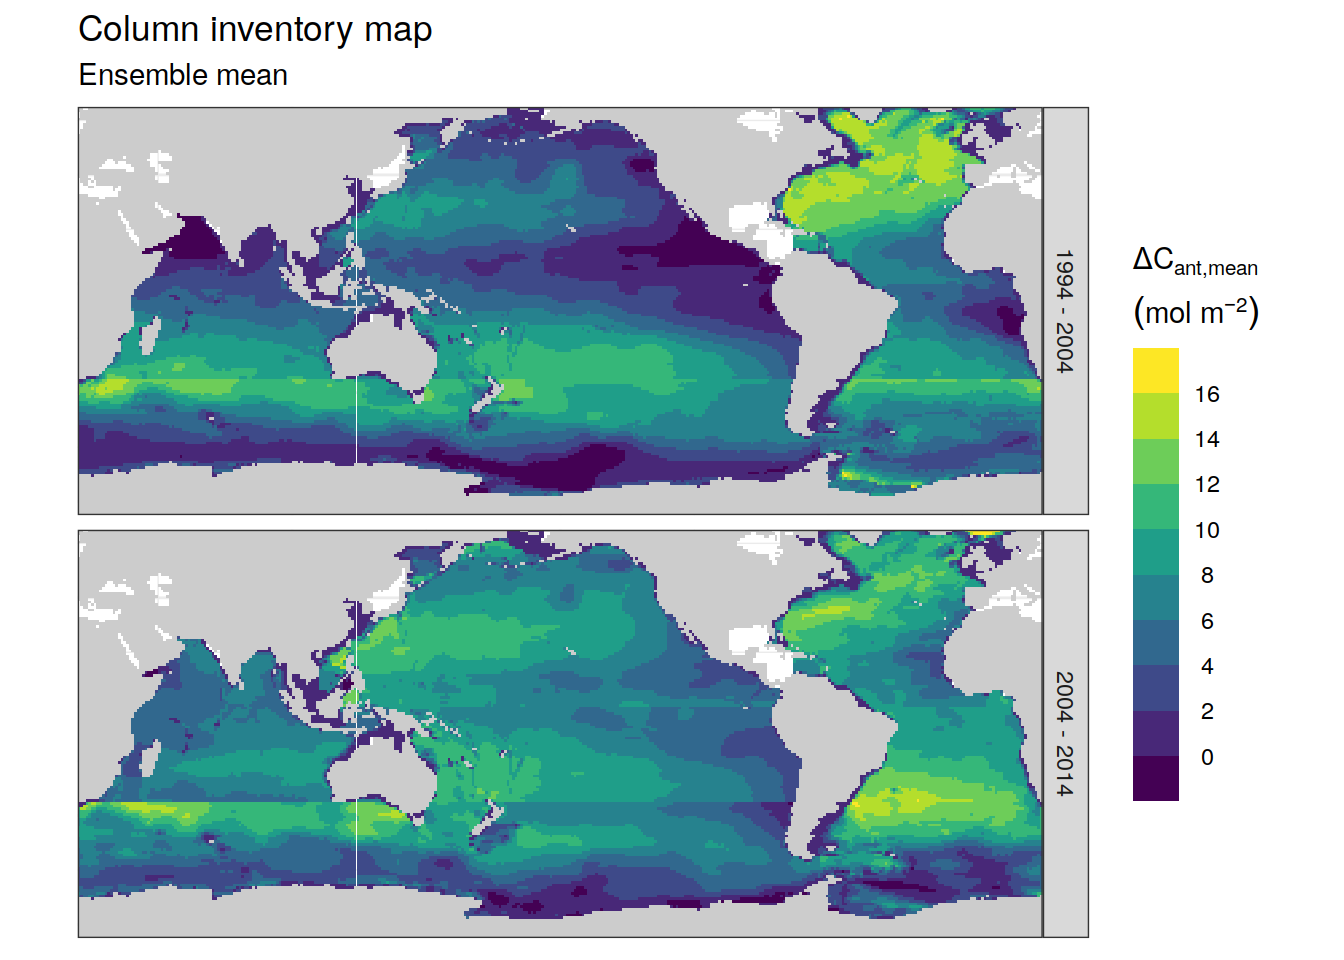 Column inventory map
Ensemble mean
1994 - 2004
2004 - 2014
ΔCant,mean
(mol m−2)
16
14
12
10
8
6
4
2
0